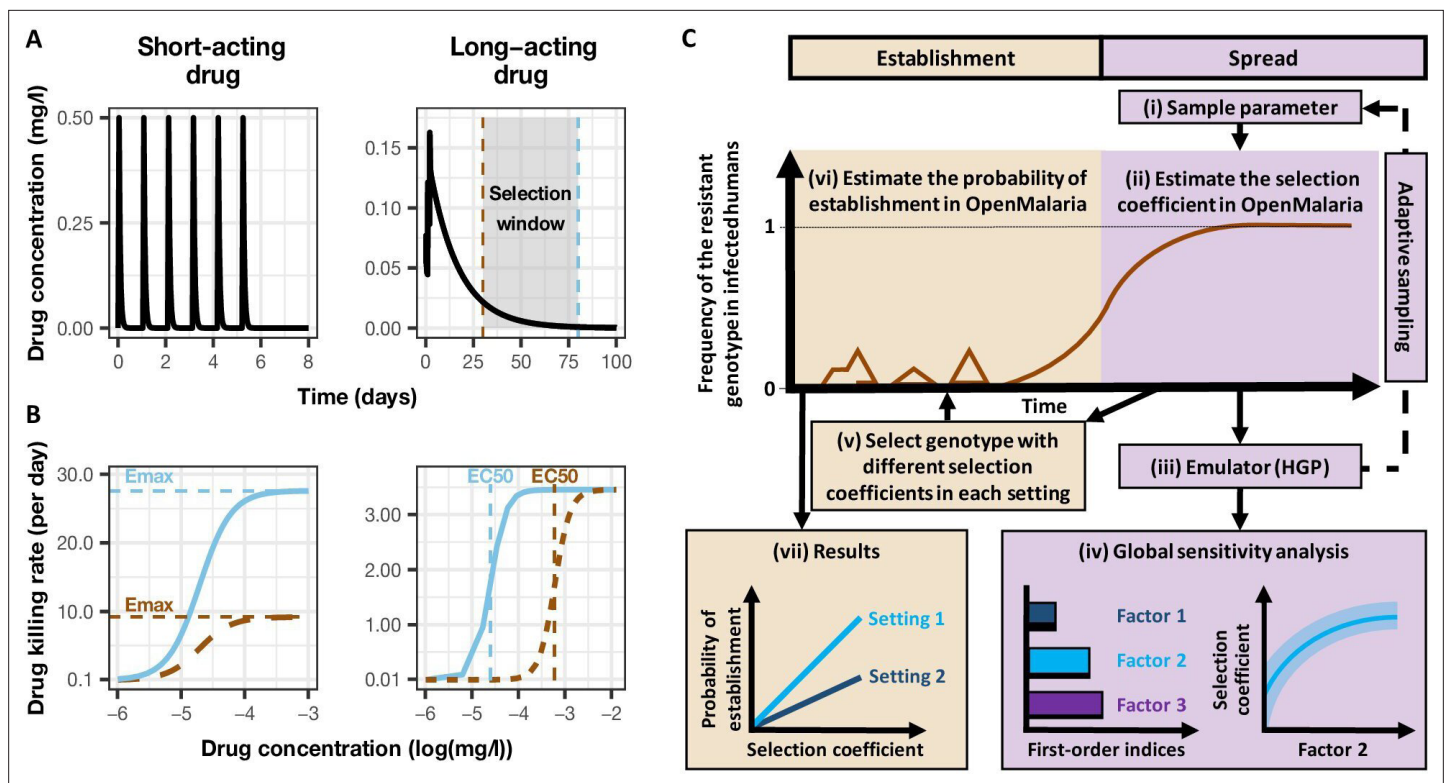 A
Short-acting
drug
Long–acting
drug
Drug concentration (mg/l)
0.50
0.25
0.00
0
2
4
6
8
0.15
0.10
0.05
0.00
Selection
window
0
25
50
75
100
Time (days)
B
Drug killing rate (per day)
30.0
20.0
10.0
0.1
Emax
Emax
−6
−5
−4
−3
EC50
EC50
3.00
2.00
1.00
0.01
−6
−5
−4
−3
−2
Drug concentration (log(mg/l))
C
Establishment
Spread
(i) Sample parameter
Adaptive sampling
Frequency of the resistant
genotype in infected humans
1
0
(vi) Estimate the probability of
establishment in OpenMalaria
(ii) Estimate the selection
coefficient in OpenMalaria
Time
(v) Select genotype with
different selection
coefficients in each setting
(iii) Emulator (HGP)
(vii) Results
Probability of
establishment
Setting 1
Setting 2
Selection coefficient
(iv) Global sensitivity analysis
Factor 1
Factor 2
Factor 3
First-order indices
Selection
coefficient
Factor 2